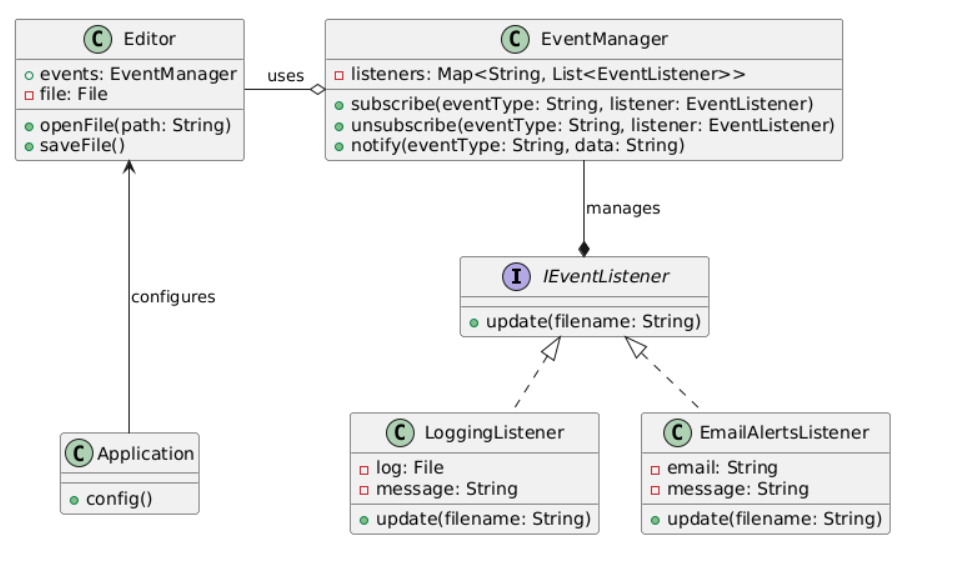 C Editor
events: EventManager
file: File
openFile(path: String)
saveFile()
uses
C EventManager
listeners: Map<String, List<EventListener>>
subscribe(eventType: String, listener: EventListener)
unsubscribe(eventType: String, listener: EventListener)
notify(eventType: String, data: String)
manages
configures
I IEventListener
update(filename: String)
C Application
config()
C LoggingListener
log: File
message: String
update(filename: String)
C EmailAlertsListener
email: String
message: String
update(filename: String)